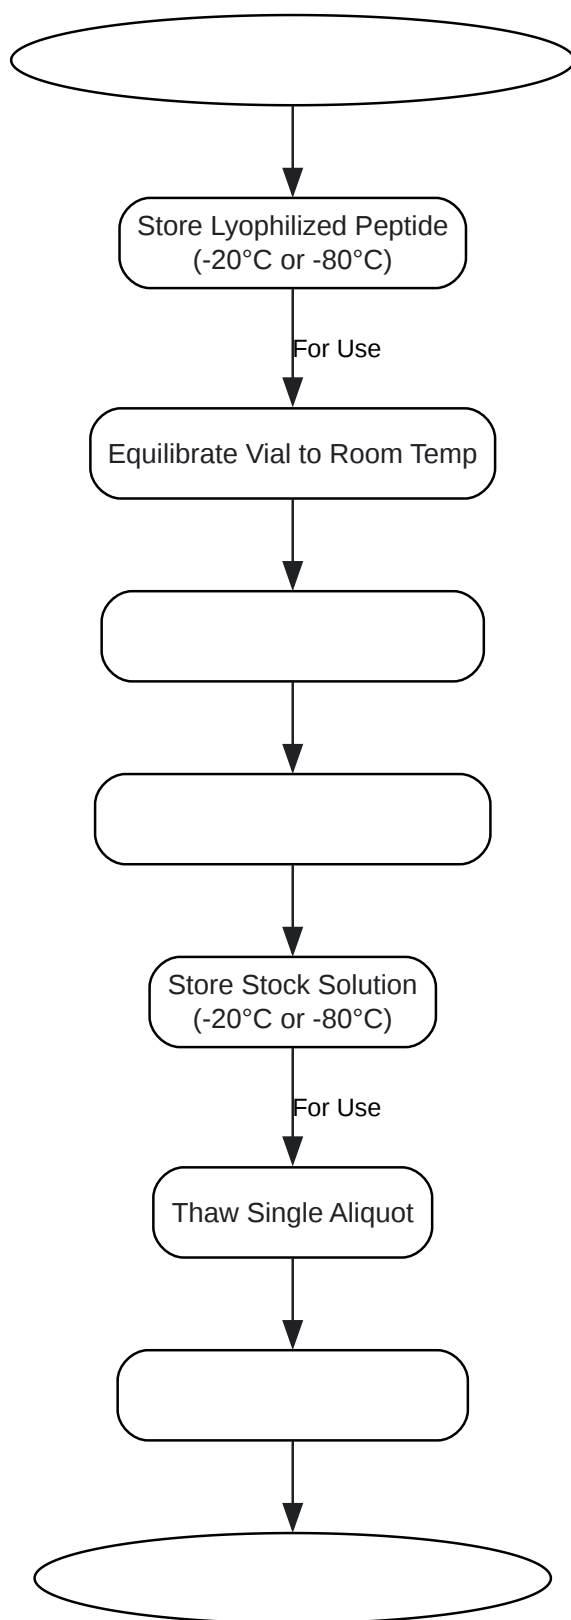 Store Lyophilized Peptide
(-20°C or -80°C)
For Use
Equilibrate Vial to Room Temp
Store Stock Solution
(-20°C or -80°C)
For Use
Thaw Single Aliquot